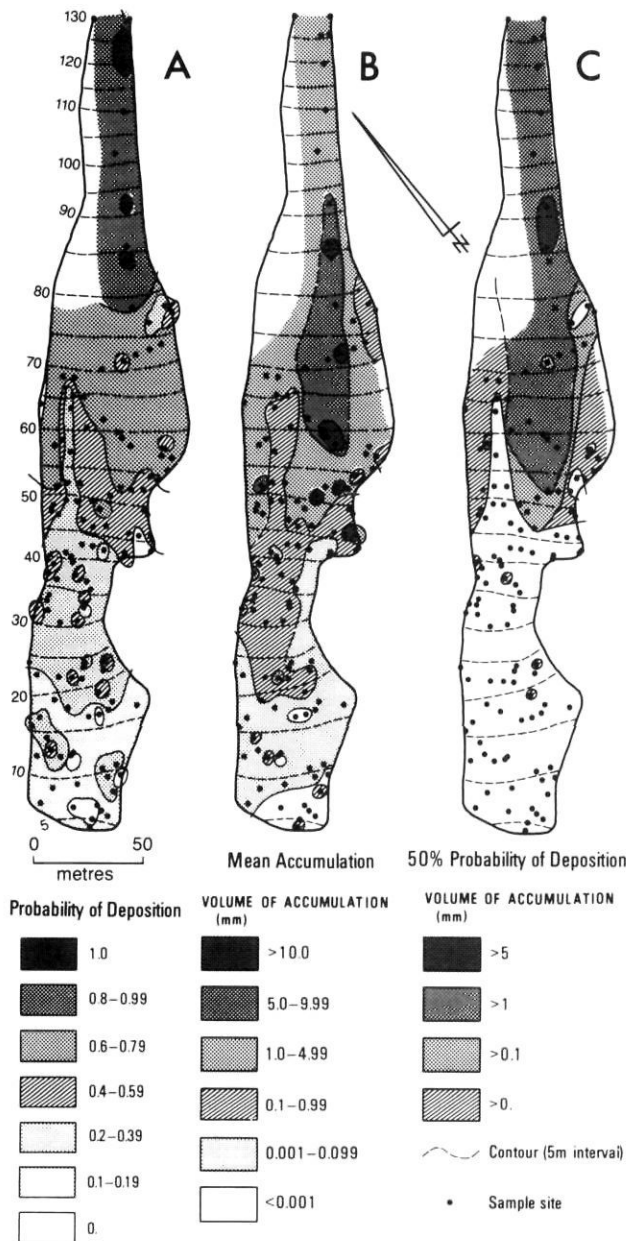 A
B
C
130
120
110
100
90
80
70
60
50
40
30
20
10
5
N
0 50
metres
Mean Accumulation
50% Probability of Deposition
Probability of Deposition
1.0
0.8–0.99
0.6–0.79
0.4–0.59
0.2–0.39
0.1–0.19
0.
VOLUME OF ACCUMULATION
(mm)
>10.0
5.0–9.99
1.0–4.99
0.1–0.99
0.001–0.099
<0.001
VOLUME OF ACCUMULATION
(mm)
>5
>1
>0.1
>0.
Contour (5m interval)
Sample site